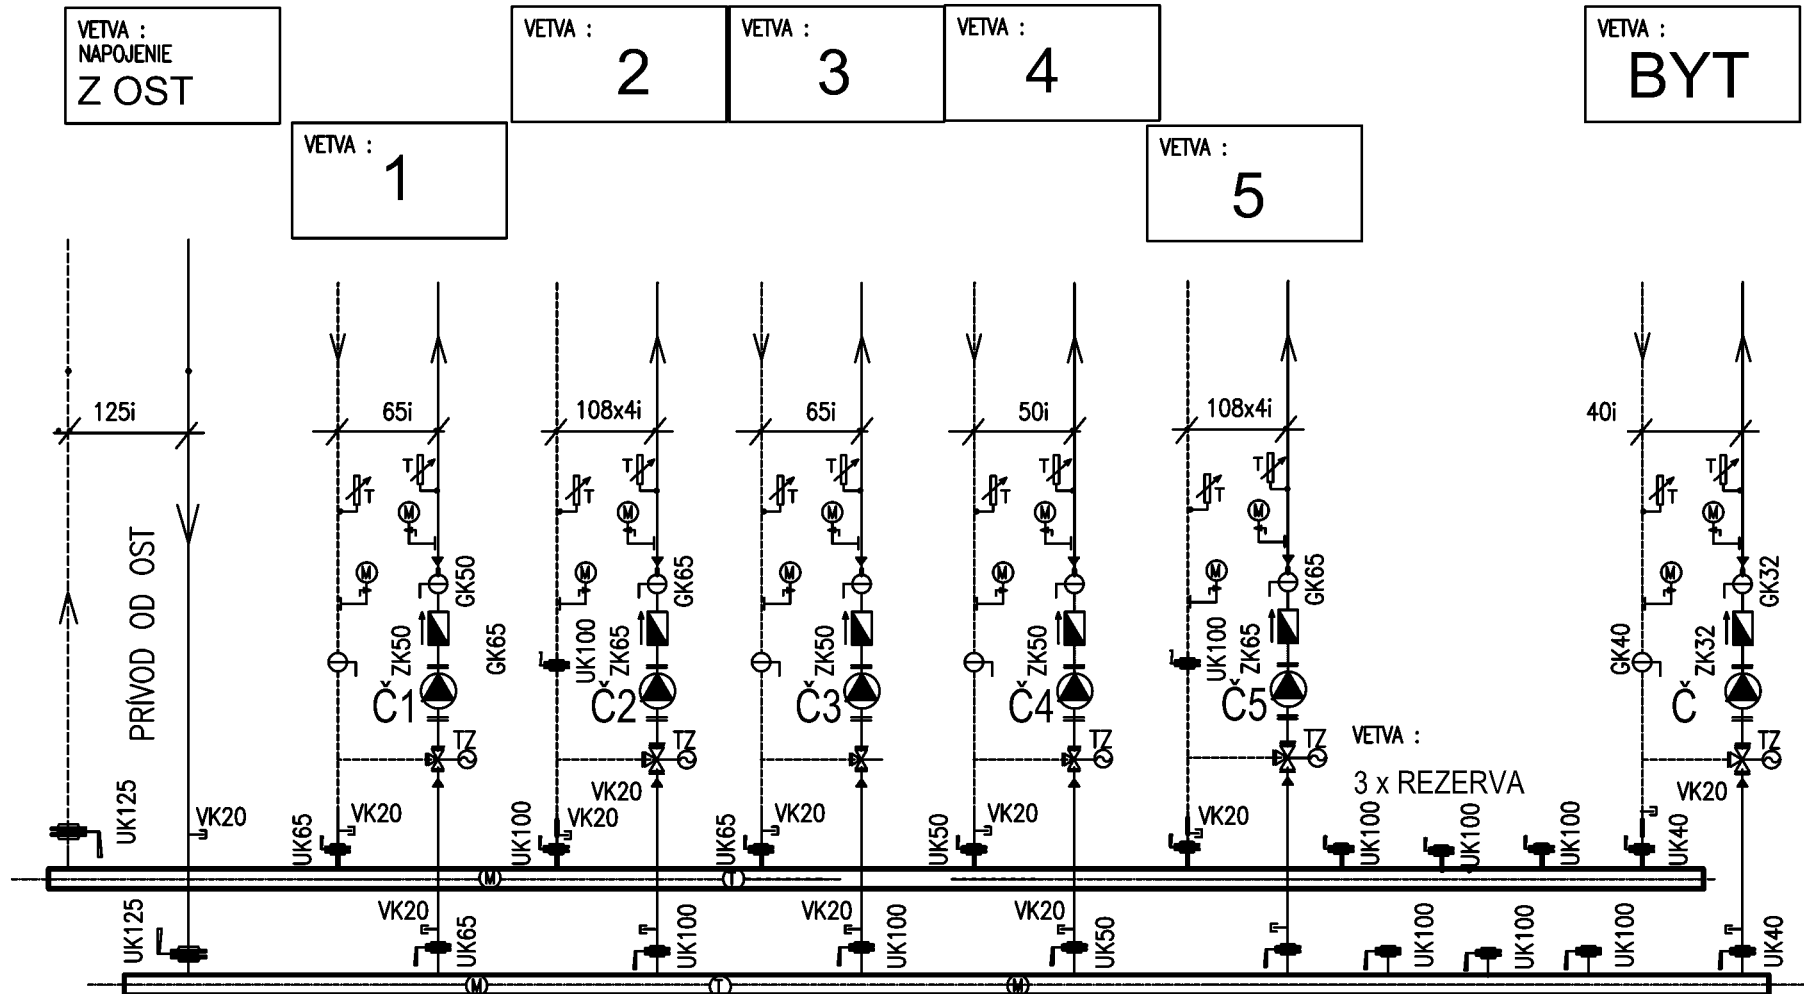 VETVA :
NAPOJENIE
Z OST
VETVA :
2
VETVA :
3
VETVA :
4
VETVA :
BYT
VETVA :
1
VETVA :
5
125i
65i
108x4i
65i
50i
108x4i
40i
T
T
T
T
T
T
T
T
T
T
T
T
T
T
M
M
M
M
M
M
M
M
M
M
M
M
PRÍVOD OD OST
GK50
GK65
GK65
GK32
ZK50
GK65
UK100
ZK65
ZK50
ZK50
UK100
ZK65
GK40
ZK32
Č1
Č2
Č3
Č4
Č5
Č
TZ
TZ
TZ
TZ
TZ
VETVA :
3 x REZERVA
UK125
VK20
UK65
VK20
UK100
VK20
VK20
UK65
VK20
UK50
VK20
VK20
UK100
UK100
UK100
UK40
VK20
M
T
UK125
VK20
UK65
UK100
VK20
UK100
VK20
UK50
UK100
UK100
UK100
UK40
M
T
M